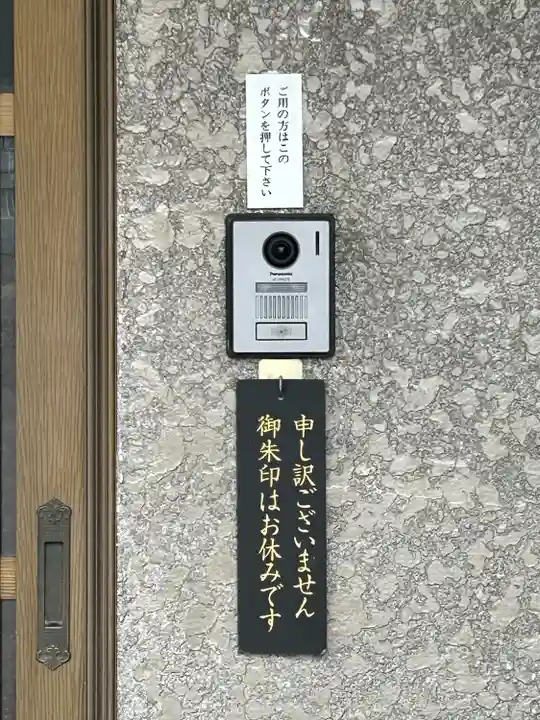 ご用の方はこの
ボタンを押して下さい
Panasonic
申し訳ございません
御朱印はお休みです